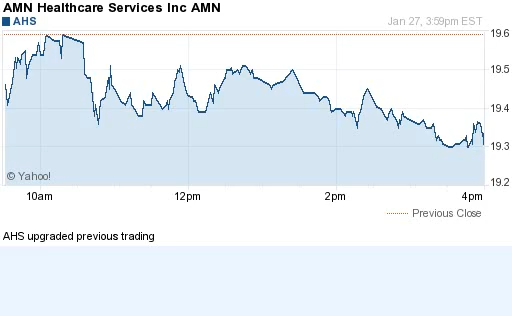 AMN Healthcare Services Inc AMN
AHS Jan 27, 3:59pm EST
19.6
19.5
19.4
19.3
19.2
© Yahoo!
10am 12pm 2pm 4pm
Previous Close
AHS upgraded previous trading